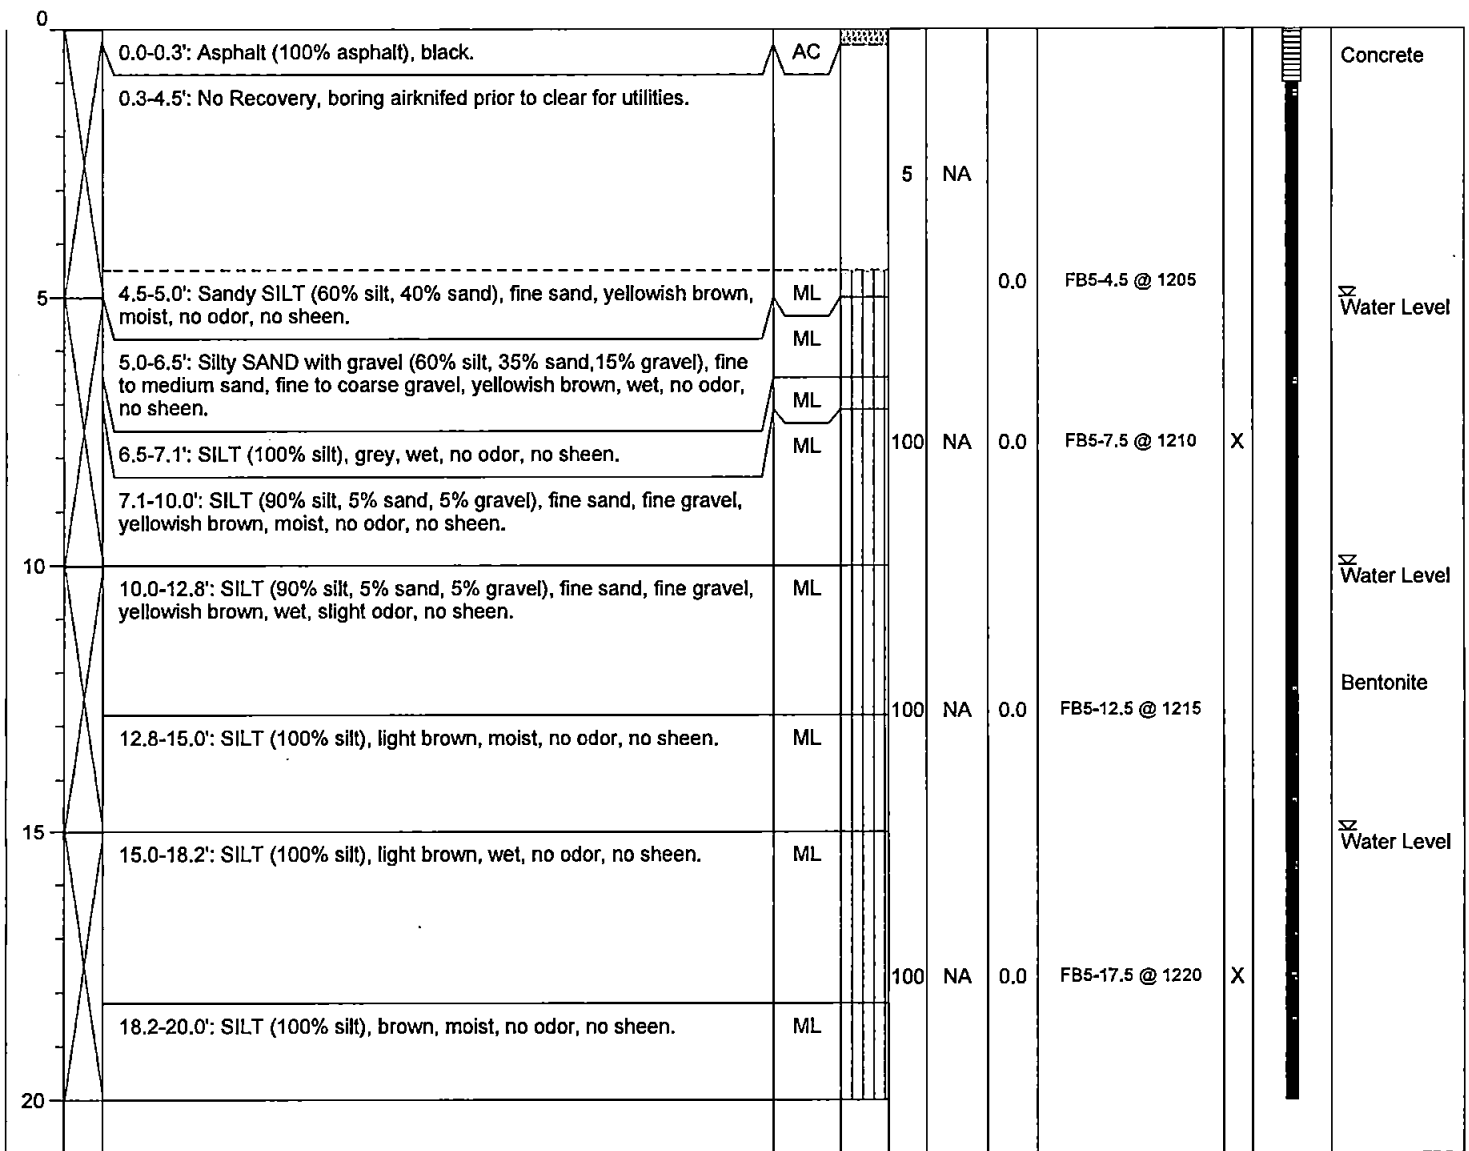 0
0.0-0.3': Asphalt (100% asphalt), black.
AC
Concrete
0.3-4.5': No Recovery, boring airknifed prior to clear for utilities.
5 NA
0.0 FB5-4.5 @ 1205
5
4.5-5.0': Sandy SILT (60% silt, 40% sand), fine sand, yellowish brown,
moist, no odor, no sheen.
ML
Water Level
ML
5.0-6.5': Silty SAND with gravel (60% silt, 35% sand,15% gravel), fine
to medium sand, fine to coarse gravel, yellowish brown, wet, no odor,
no sheen.
ML
6.5-7.1': SILT (100% silt), grey, wet, no odor, no sheen.
ML
100 NA 0.0 FB5-7.5 @ 1210 X
7.1-10.0': SILT (90% silt, 5% sand, 5% gravel), fine sand, fine gravel,
yellowish brown, moist, no odor, no sheen.
10
Water Level
10.0-12.8': SILT (90% silt, 5% sand, 5% gravel), fine sand, fine gravel,
yellowish brown, wet, slight odor, no sheen.
ML
Bentonite
100 NA 0.0 FB5-12.5 @ 1215
12.8-15.0': SILT (100% silt), light brown, moist, no odor, no sheen.
ML
15
Water Level
15.0-18.2': SILT (100% silt), light brown, wet, no odor, no sheen.
ML
100 NA 0.0 FB5-17.5 @ 1220 X
18.2-20.0': SILT (100% silt), brown, moist, no odor, no sheen.
ML
20